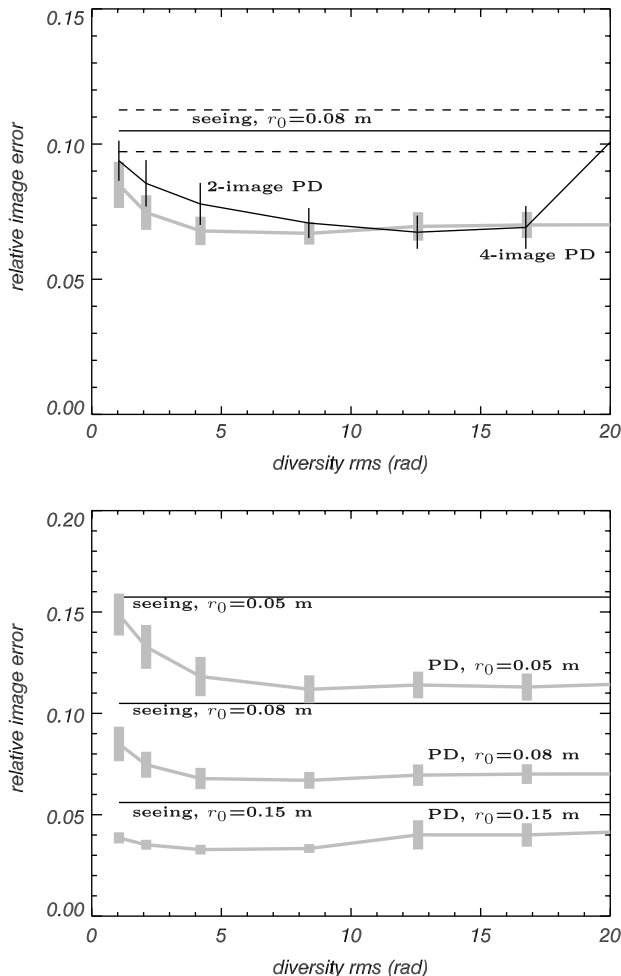 0.15
seeing, r0=0.08 m
0.10
2-image PD
0.05
4-image PD
0.00
0 5 10 15 20
relative image error
diversity rms (rad)
0.20
seeing, r0=0.05 m
0.15
PD, r0=0.05 m
0.10
seeing, r0=0.08 m
PD, r0=0.08 m
seeing, r0=0.15 m
PD, r0=0.15 m
0.05
0.00
0 5 10 15 20
relative image error
diversity rms (rad)